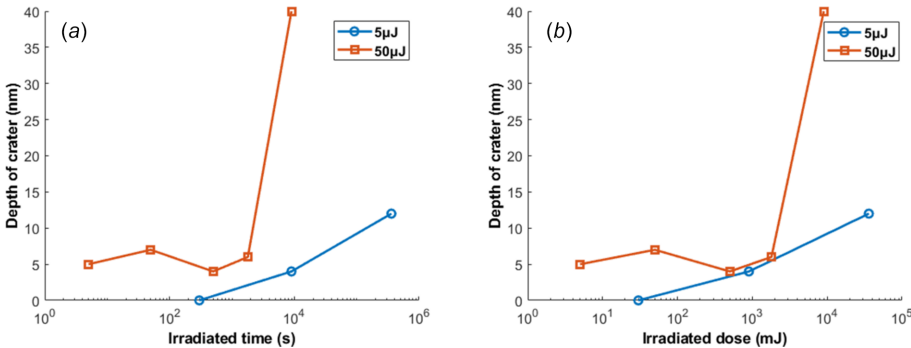 (a)
5μJ
50μJ
Depth of crater (nm)
40
35
30
25
20
15
10
5
0
10^0 10^2 10^4 10^6
Irradiated time (s)
(b)
5μJ
50μJ
Depth of crater (nm)
40
35
30
25
20
15
10
5
0
10^0 10^1 10^2 10^3 10^4 10^5
Irradiated dose (mJ)